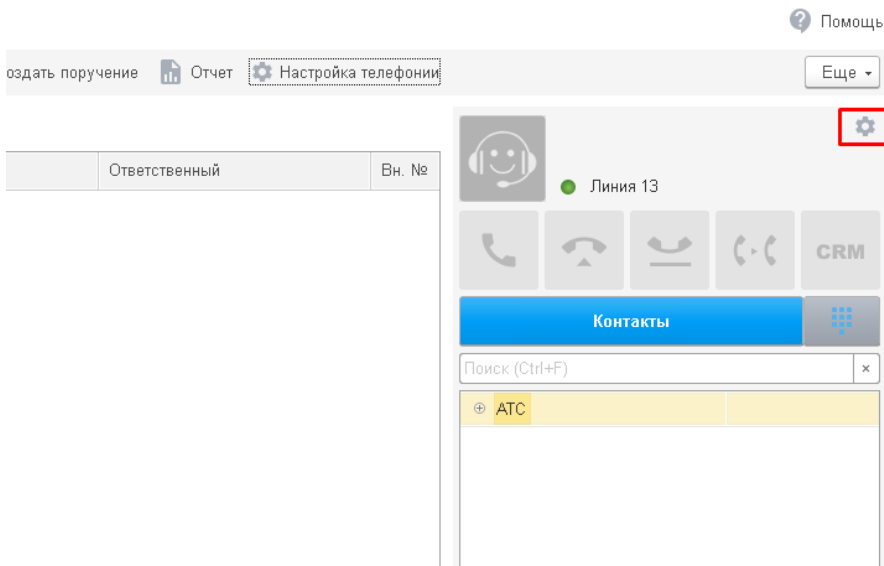 Помощь
оздать поручение Отчет Настройка телефонии Еще
Ответственный Вн. №
Линия 13
CRM
Контакты
Поиск (Ctrl+F) ×
АТС